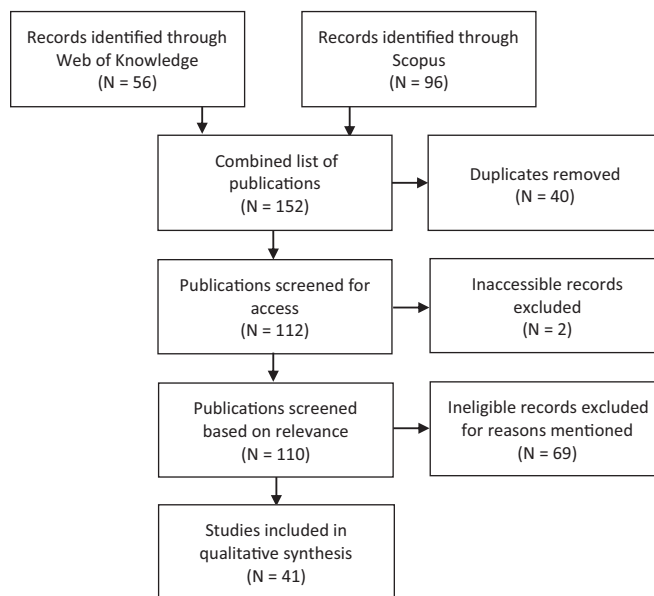 Records identified through
Web of Knowledge
(N = 56)
Records identified through
Scopus
(N = 96)
Combined list of
publications
(N = 152)
Duplicates removed
(N = 40)
Publications screened for
access
(N = 112)
Inaccessible records
excluded
(N = 2)
Publications screened
based on relevance
(N = 110)
Ineligible records excluded
for reasons mentioned
(N = 69)
Studies included in
qualitative synthesis
(N = 41)